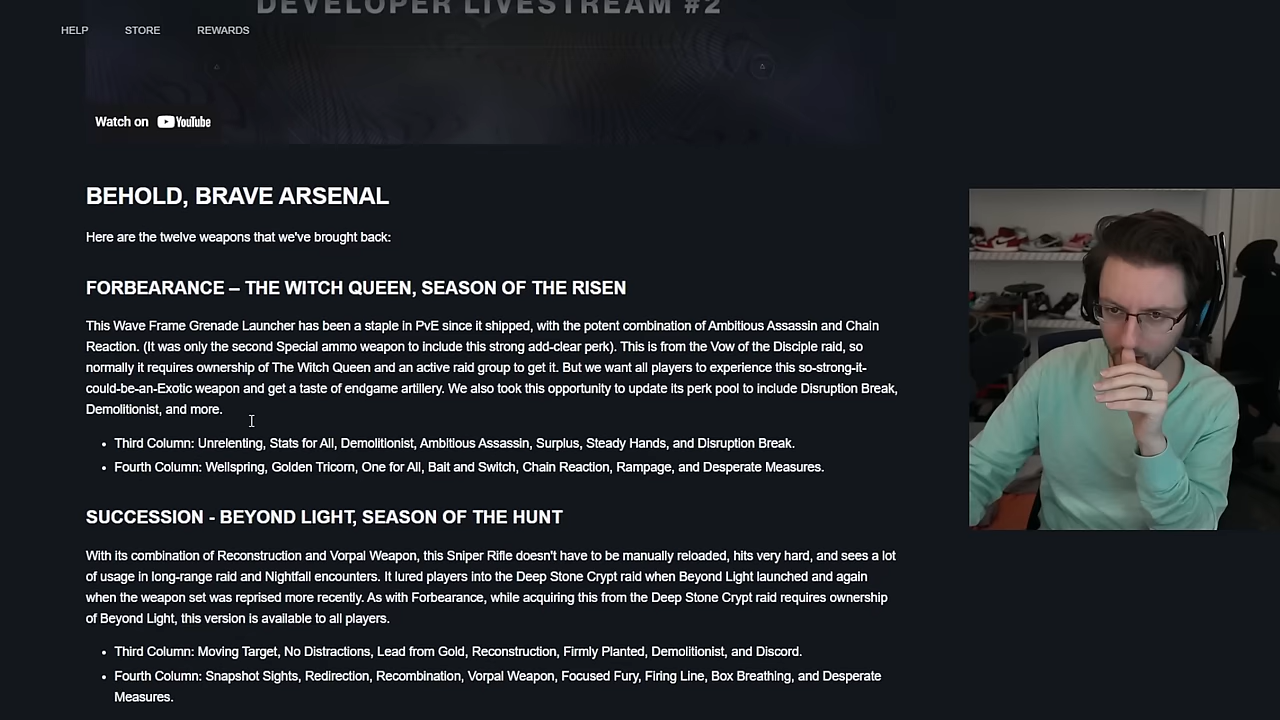 DEVELOPER LIVESTREAM #2
HELP STORE REWARDS
Watch on YouTube
BEHOLD, BRAVE ARSENAL
Here are the twelve weapons that we've brought back:
FORBEARANCE – THE WITCH QUEEN, SEASON OF THE RISEN
This Wave Frame Grenade Launcher has been a staple in PvE since it shipped, with the potent combination of Ambitious Assassin and Chain
Reaction. (It was only the second Special ammo weapon to include this strong add-clear perk). This is from the Vow of the Disciple raid, so
normally it requires ownership of The Witch Queen and an active raid group to get it. But we want all players to experience this so-strong-it-
could-be-an-Exotic weapon and get a taste of endgame artillery. We also took this opportunity to update its perk pool to include Disruption Break,
Demolitionist, and more.
• Third Column: Unrelenting, Stats for All, Demolitionist, Ambitious Assassin, Surplus, Steady Hands, and Disruption Break.
• Fourth Column: Wellspring, Golden Tricorn, One for All, Bait and Switch, Chain Reaction, Rampage, and Desperate Measures.
SUCCESSION - BEYOND LIGHT, SEASON OF THE HUNT
With its combination of Reconstruction and Vorpal Weapon, this Sniper Rifle doesn't have to be manually reloaded, hits very hard, and sees a lot
of usage in long-range raid and Nightfall encounters. It lured players into the Deep Stone Crypt raid when Beyond Light launched and again
when the weapon set was reprised more recently. As with Forbearance, while acquiring this from the Deep Stone Crypt raid requires ownership
of Beyond Light, this version is available to all players.
• Third Column: Moving Target, No Distractions, Lead from Gold, Reconstruction, Firmly Planted, Demolitionist, and Discord.
• Fourth Column: Snapshot Sights, Redirection, Recombination, Vorpal Weapon, Focused Fury, Firing Line, Box Breathing, and Desperate
Measures.